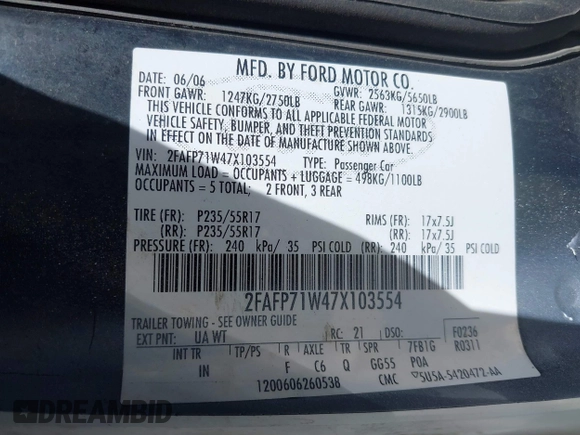 MFD. BY FORD MOTOR CO.
DATE: 06/06 GVWR: 2563KG/5650LB
FRONT GAWR: 1247KG/2750LB REAR GAWR: 1315KG/2900LB
THIS VEHICLE CONFORMS TO ALL APPLICABLE FEDERAL MOTOR
VEHICLE SAFETY, BUMPER, AND THEFT PREVENTION STANDARDS
IN EFFECT ON THE DATE OF MANUFACTURE SHOWN ABOVE.
VIN: 2FAFP71W47X103554 TYPE: Passenger Car
MAXIMUM LOAD = OCCUPANTS + LUGGAGE = 498KG/1100LB
OCCUPANTS = 5 TOTAL; 2 FRONT, 3 REAR
TIRE (FR): P235/55R17 RIMS (FR): 17x7.5J
(RR): P235/55R17 (RR): 17x7.5J
PRESSURE (FR): 240 kPa/ 35 PSI COLD (RR): 240 kPa/ 35 PSI COLD
2FAFP71W47X103554
TRAILER TOWING - SEE OWNER GUIDE
EXT PNT: UA WT RC: 21 DSO: F0236
INT TR TP/PS R AXLE TR SPR 7FB1G R0311
IN F C6 Q GG55 POA
1200606260538 CMC SU5A-5420472-AA
DREAMBID